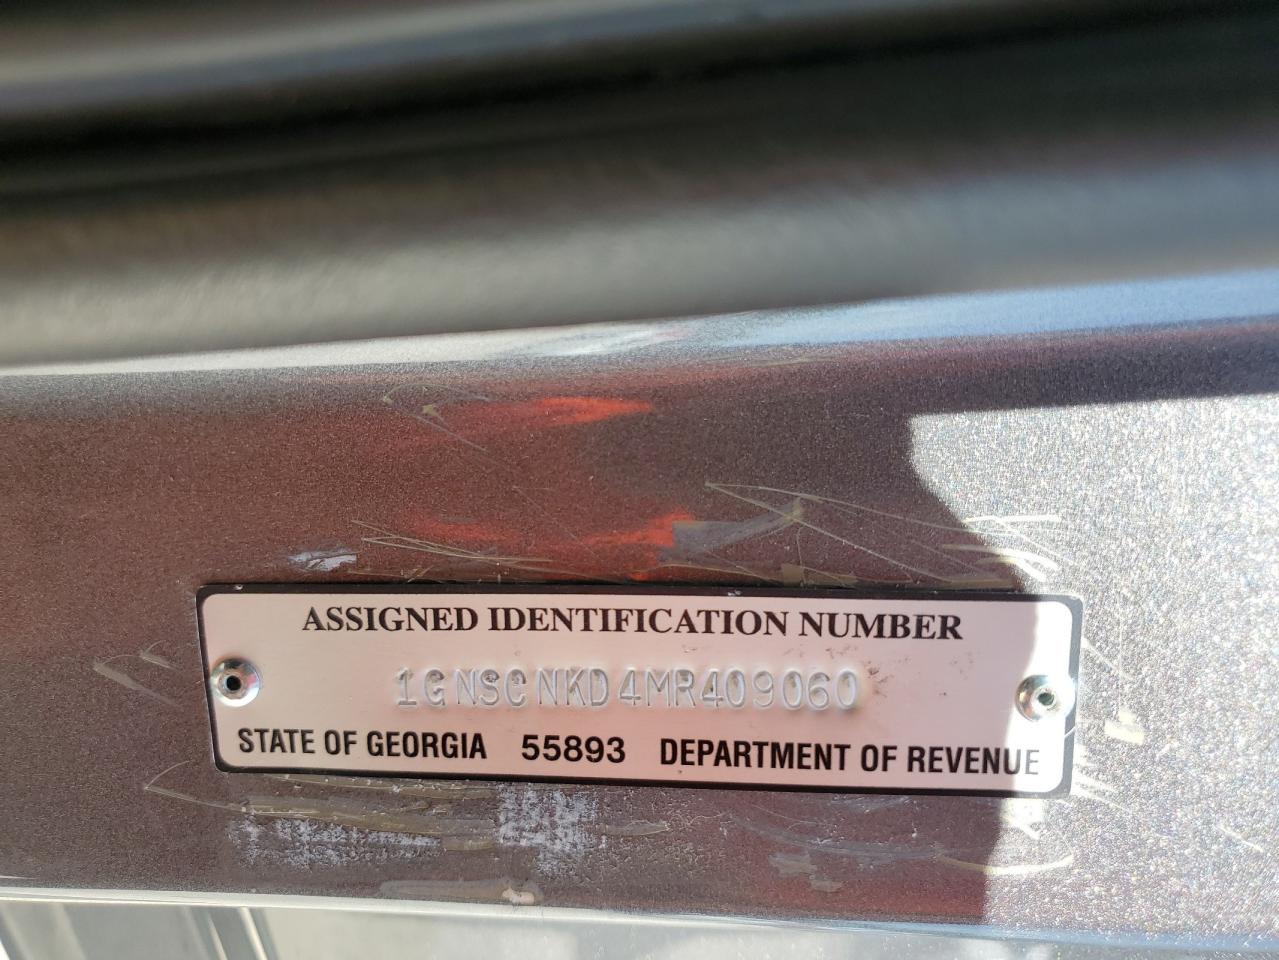 ASSIGNED IDENTIFICATION NUMBER
1GNSCNKD4MR409060
STATE OF GEORGIA 55893 DEPARTMENT OF REVENUE